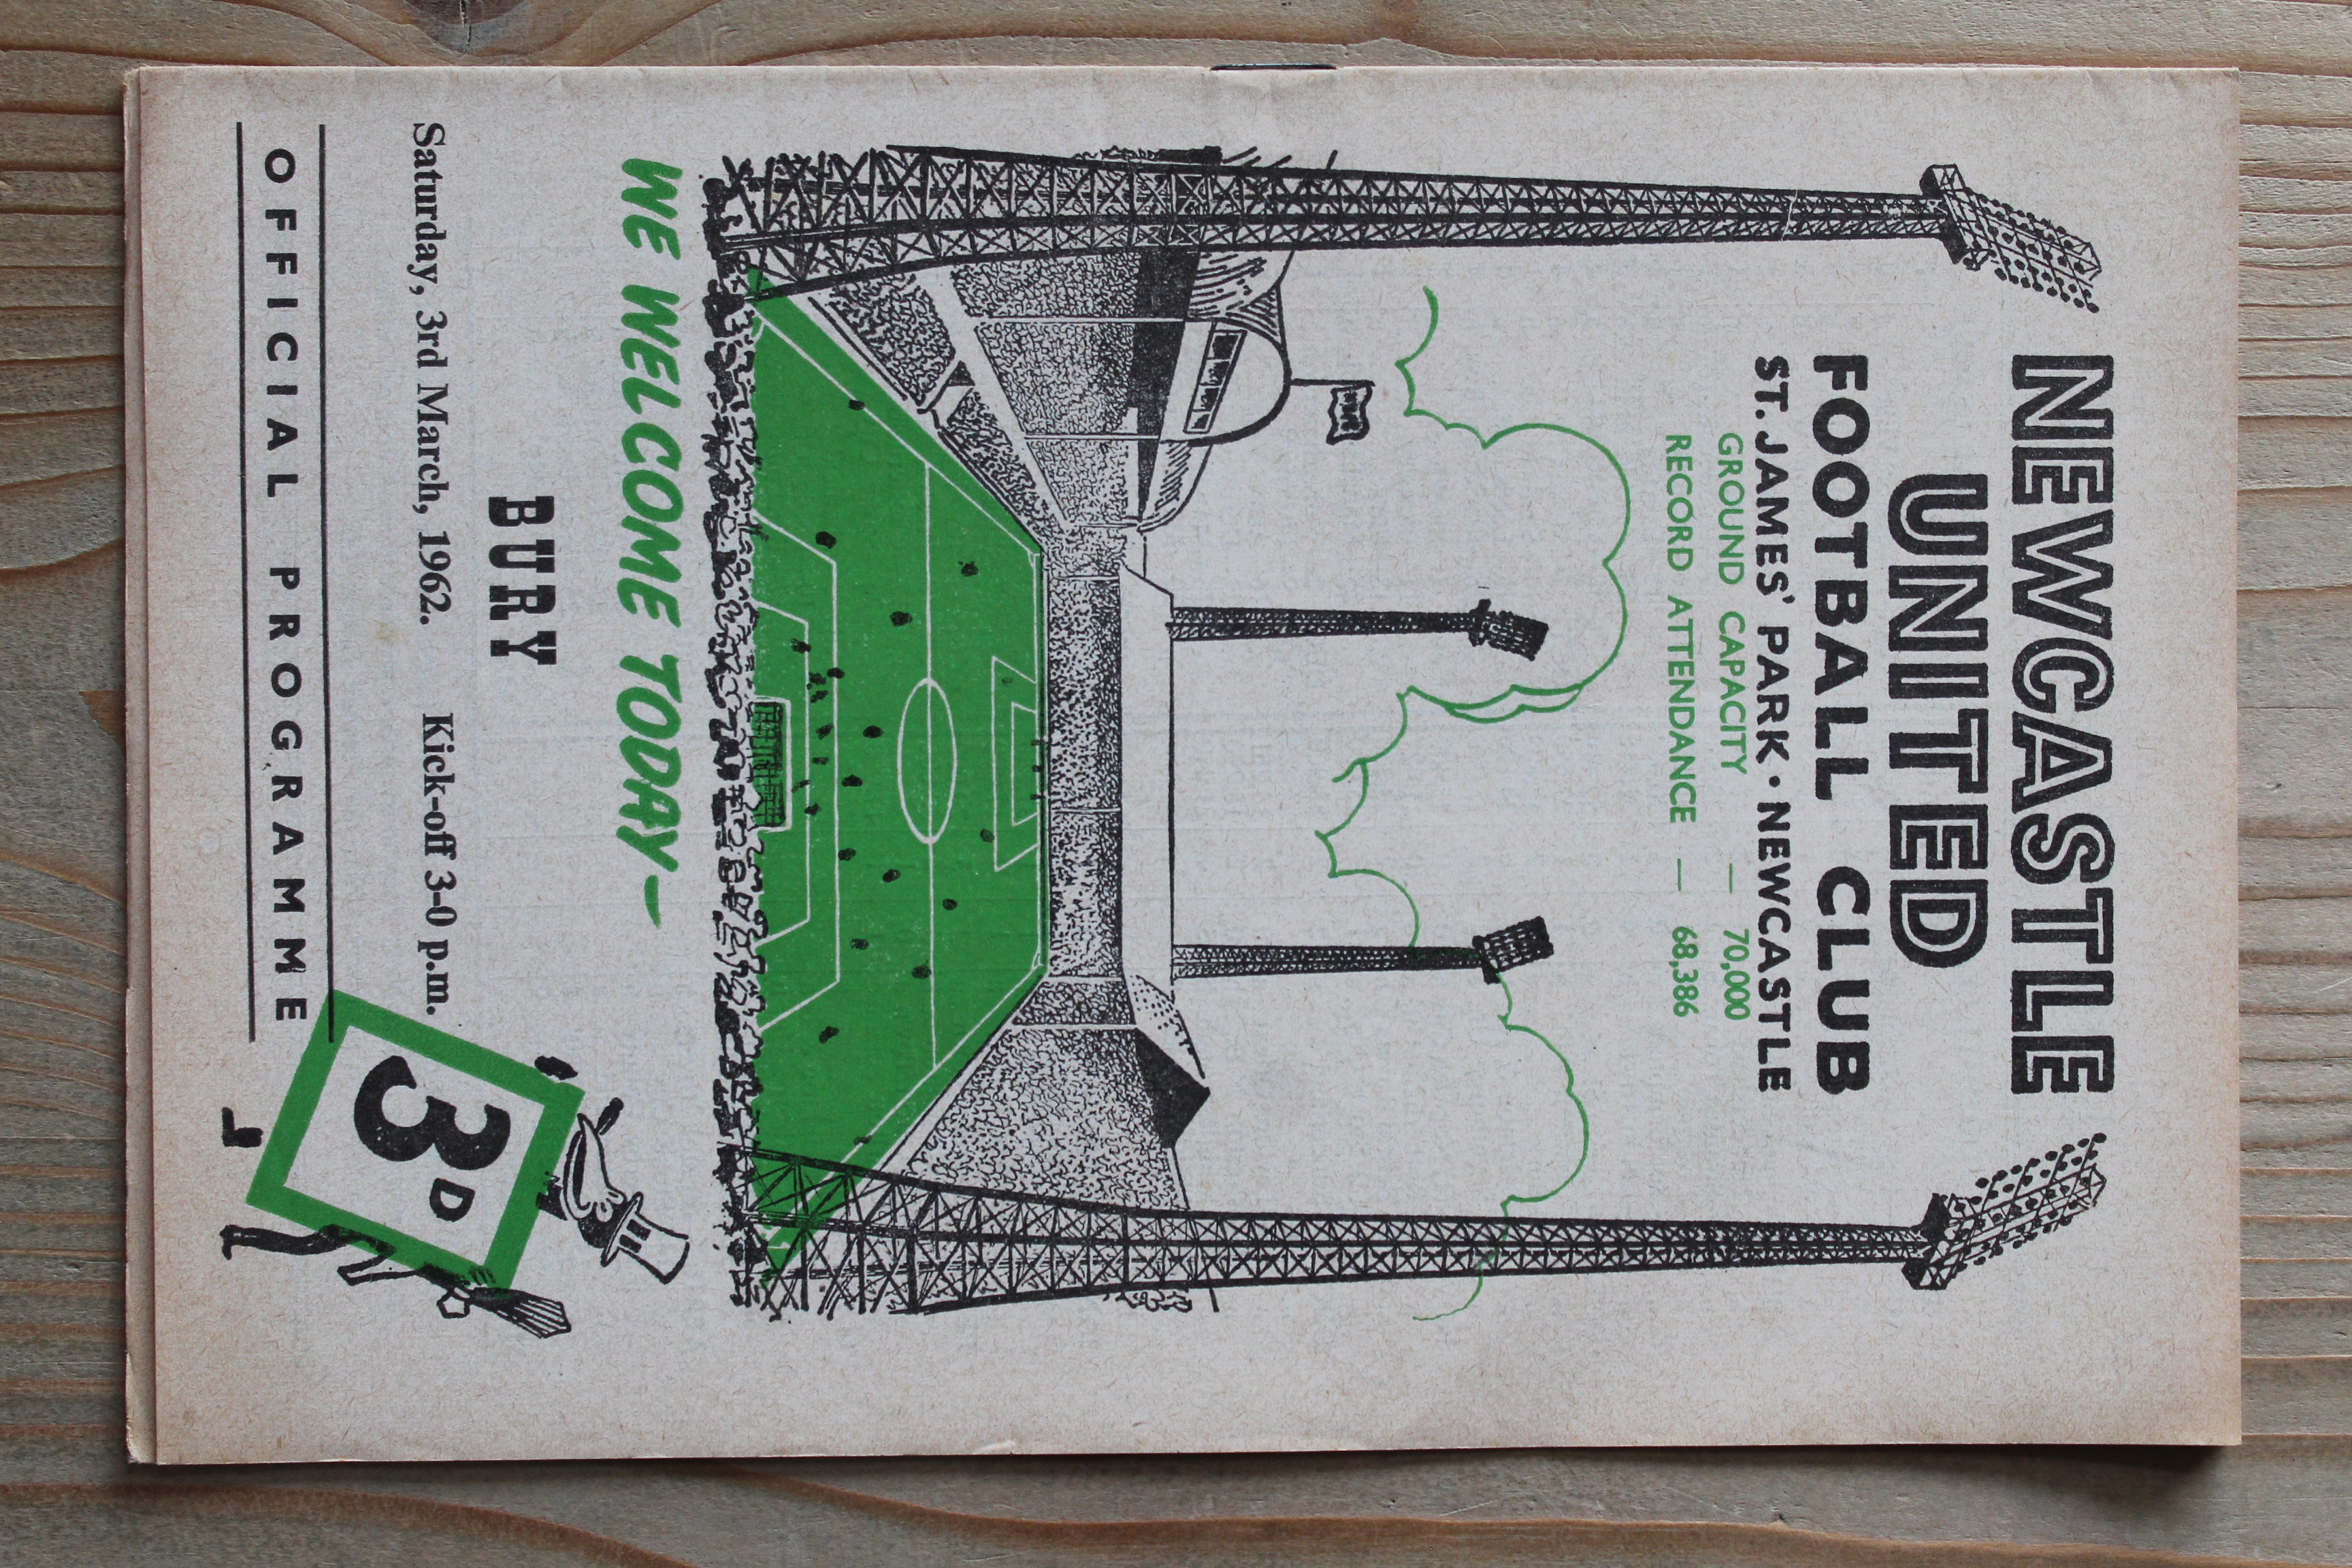 NEWCASTLE
UNITED
FOOTBALL CLUB
ST. JAMES' PARK · NEWCASTLE
GROUND CAPACITY — 70,000
RECORD ATTENDANCE — 68,386
WE WELCOME TODAY —
BURY
Saturday, 3rd March, 1962. Kick-off 3-0 p.m.
OFFICIAL PROGRAMME
3D